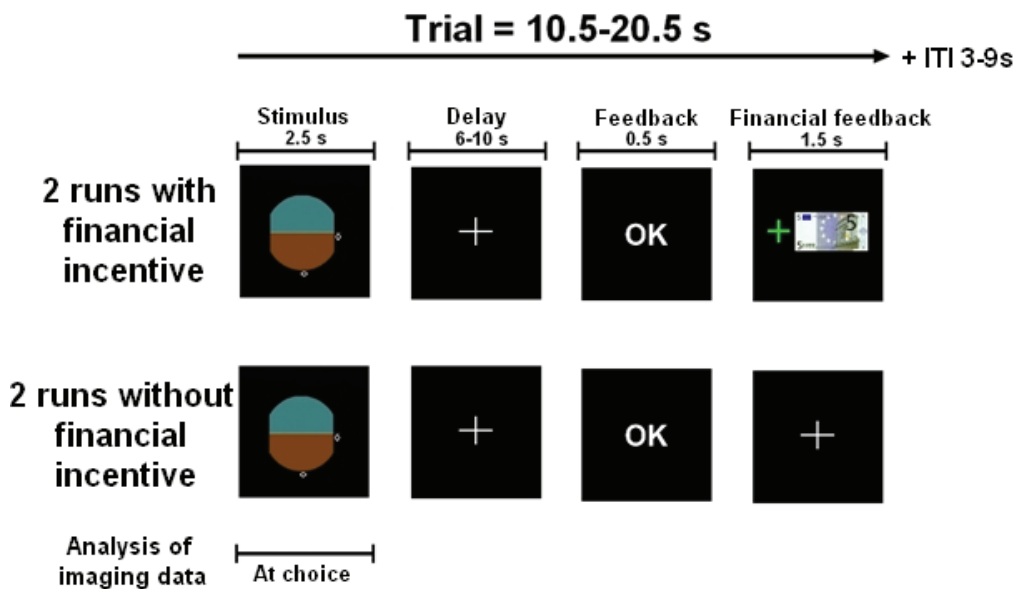 Trial = 10.5-20.5 s
+ ITI 3-9s
Stimulus
2.5 s
Delay
6-10 s
Feedback
0.5 s
Financial feedback
1.5 s
2 runs with
financial
incentive
OK
+
5
2 runs without
financial
incentive
OK
Analysis of
imaging data
At choice